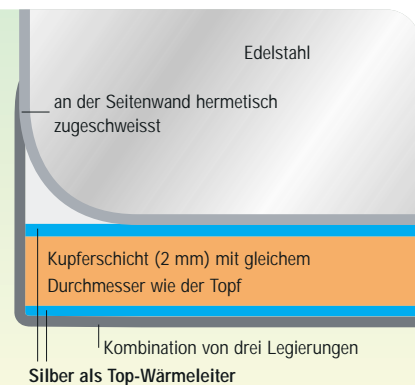 Edelstahl
an der Seitenwand hermetisch
zugeschweisst
Kupferschicht (2 mm) mit gleichem
Durchmesser wie der Topf
Kombination von drei Legierungen
Silber als Top-Wärmeleiter